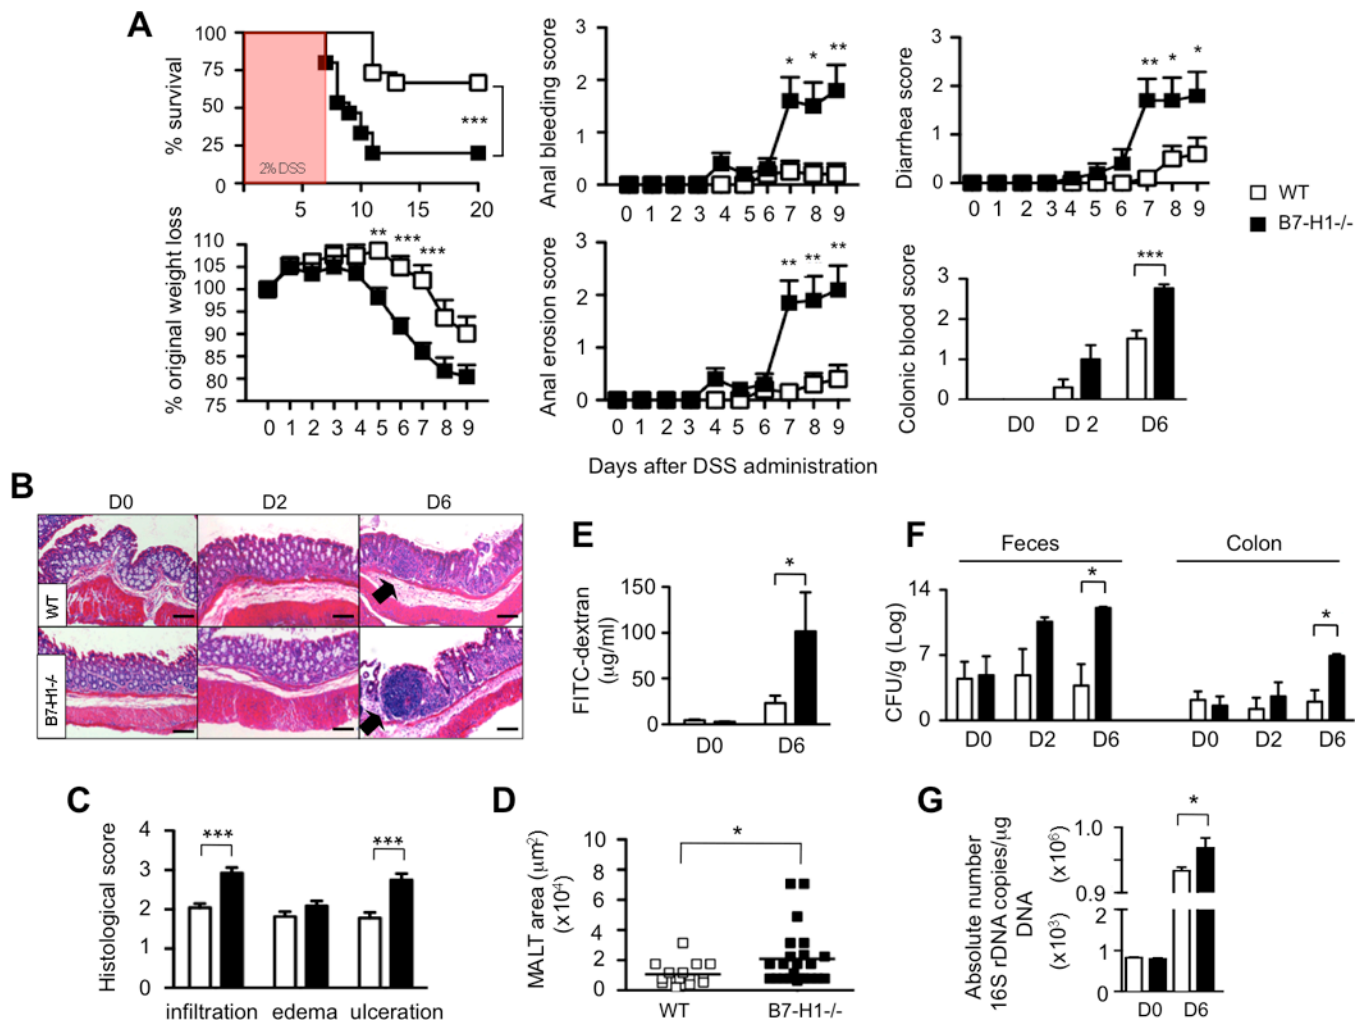 A
% survival
100
75
50
25
0
2% DSS
5
10
15
20
***
Anal bleeding score
3
2
1
0
* * **
0 1 2 3 4 5 6 7 8 9
Diarrhea score
3
2
1
0
** * *
0 1 2 3 4 5 6 7 8 9
WT
B7-H1-/-
% original weight loss
110
105
100
95
90
85
80
75
** *** ***
0 1 2 3 4 5 6 7 8 9
Anal erosion score
3
2
1
0
** ** **
0 1 2 3 4 5 6 7 8 9
Colonic blood score
3
2
1
0
***
D0 D 2 D6
Days after DSS administration
B
D0 D2 D6
WT
B7-H1-/-
E
FITC-dextran
(μg/ml)
150
100
50
0
*
D0 D6
F
Feces Colon
CFU/g (Log)
14
7
0
* *
D0 D2 D6 D0 D2 D6
C
Histological score
4
3
2
1
0
*** ***
infiltration edema ulceration
D
MALT area (μm²)
(x10⁴)
10
8
6
4
2
0
*
WT B7-H1-/-
G
Absolute number
16S rDNA copies/μg
DNA
(x10³) (x10⁶)
1.0
0.9
2
1
0
*
D0 D6